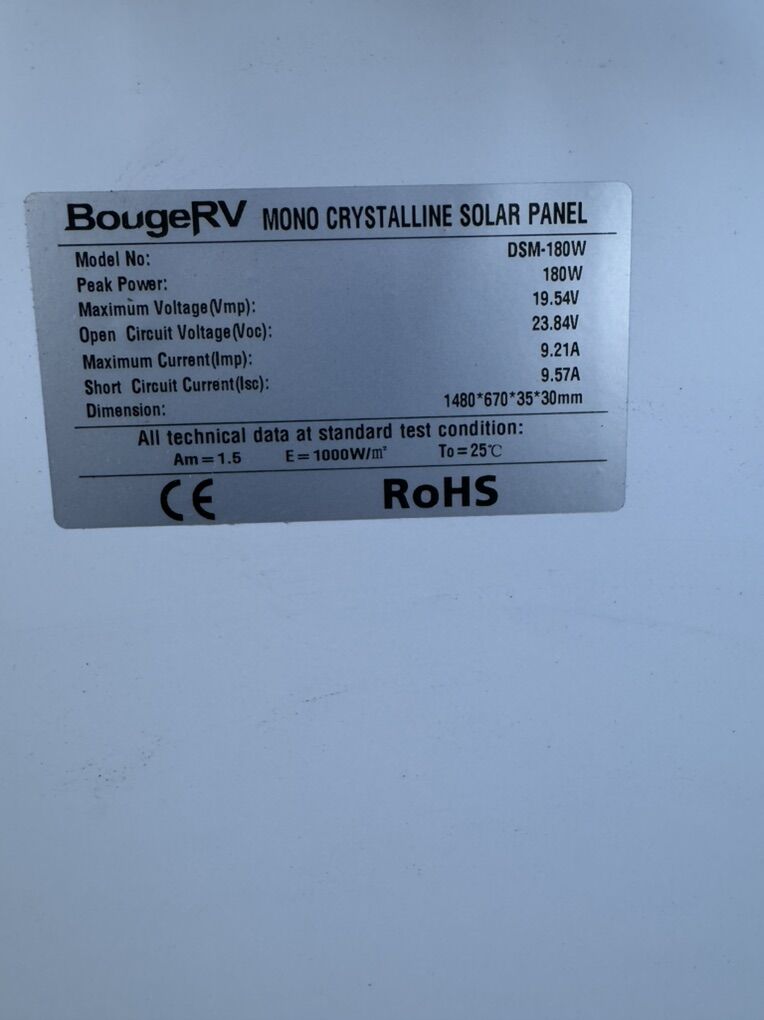 BougeRV MONO CRYSTALLINE SOLAR PANEL
Model No: DSM-180W
Peak Power: 180W
Maximum Voltage(Vmp): 19.54V
Open Circuit Voltage(Voc): 23.84V
Maximum Current(Imp): 9.21A
Short Circuit Current(Isc): 9.57A
Dimension: 1480*670*35*30mm
All technical data at standard test condition:
Am=1.5 E=1000W/m² To=25℃
CE RoHS